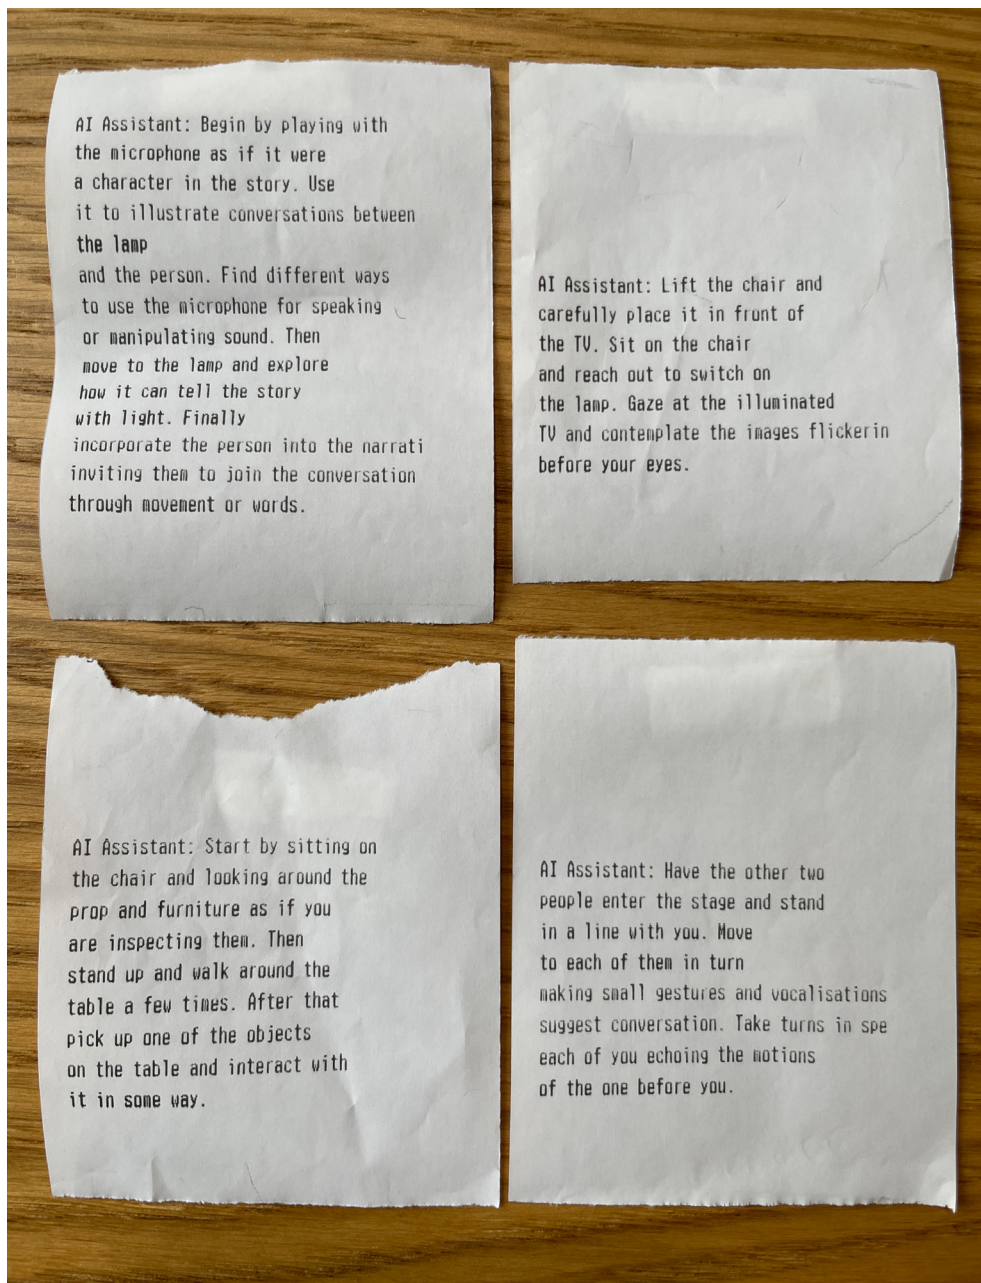 AI Assistant: Begin by playing with
the microphone as if it were
a character in the story. Use
it to illustrate conversations between
the lamp
and the person. Find different ways
to use the microphone for speaking
or manipulating sound. Then
move to the lamp and explore
how it can tell the story
with light. Finally
incorporate the person into the narrati
inviting them to join the conversation
through movement or words.
AI Assistant: Lift the chair and
carefully place it in front of
the TV. Sit on the chair
and reach out to switch on
the lamp. Gaze at the illuminated
TV and contemplate the images flickerin
before your eyes.
AI Assistant: Start by sitting on
the chair and looking around the
prop and furniture as if you
are inspecting them. Then
stand up and walk around the
table a few times. After that
pick up one of the objects
on the table and interact with
it in some way.
AI Assistant: Have the other two
people enter the stage and stand
in a line with you. Move
to each of them in turn
making small gestures and vocalisations
suggest conversation. Take turns in spe
each of you echoing the motions
of the one before you.